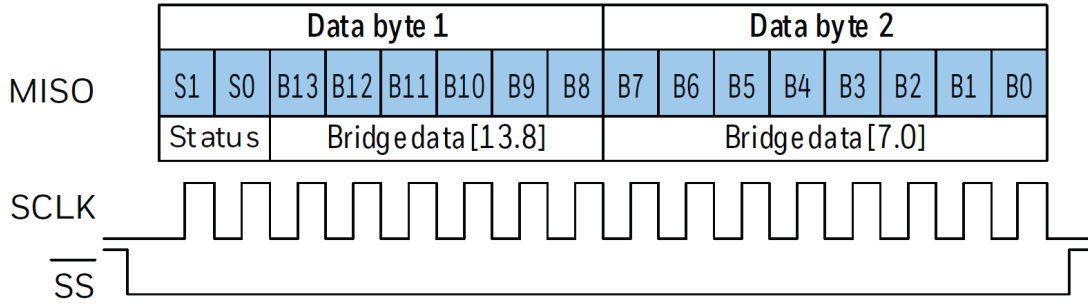 Data byte 1 Data byte 2
MISO S1 S0 B13 B12 B11 B10 B9 B8 B7 B6 B5 B4 B3 B2 B1 B0
Status Bridge data [13.8] Bridge data [7.0]
SCLK
SS